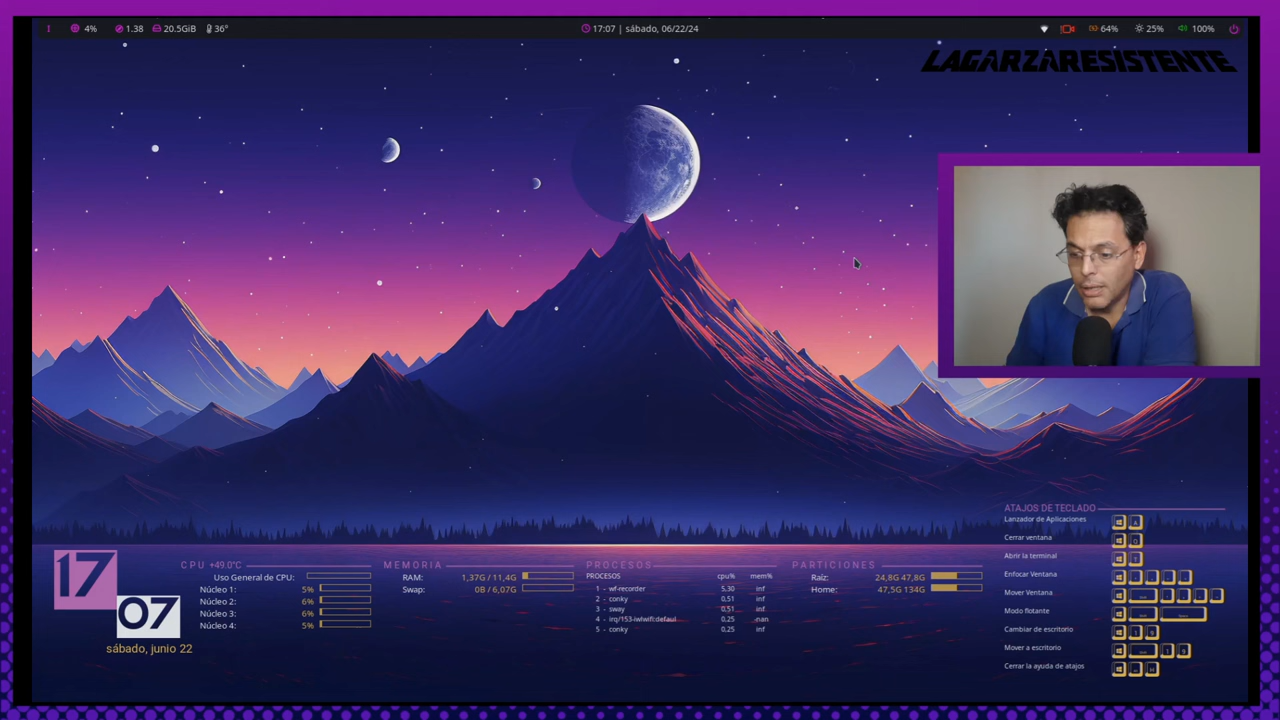 4% 1.38 20.5GiB 36° 17:07 | sábado, 06/22/24 64% 25% 100%
LAGARZARESISTENTE
17
07
sábado, junio 22
CPU +49.0°C
Uso General de CPU:
Núcleo 1: 5%
Núcleo 2: 6%
Núcleo 3: 6%
Núcleo 4: 5%
MEMORIA
RAM: 1,37G / 11,4G
Swap: 0B / 6,07G
PROCESOS
PROCESOS cpu% mem%
1 - wf-recorder 5,30 inf
2 - conky 0,51 inf
3 - sway 0,51 inf
4 - irq/153-iwlwifi:defaul 0,25 -nan
5 - conky 0,25 inf
PARTICIONES
Raíz: 24,8G 47,8G
Home: 47,5G 134G
ATAJOS DE TECLADO
Lanzador de Aplicaciones A
Cerrar ventana Q
Abrir la terminal T
Enfocar Ventana
Mover Ventana
Modo flotante
Cambiar de escritorio 1 9
Mover a escritorio 1 9
Cerrar la ayuda de atajos H